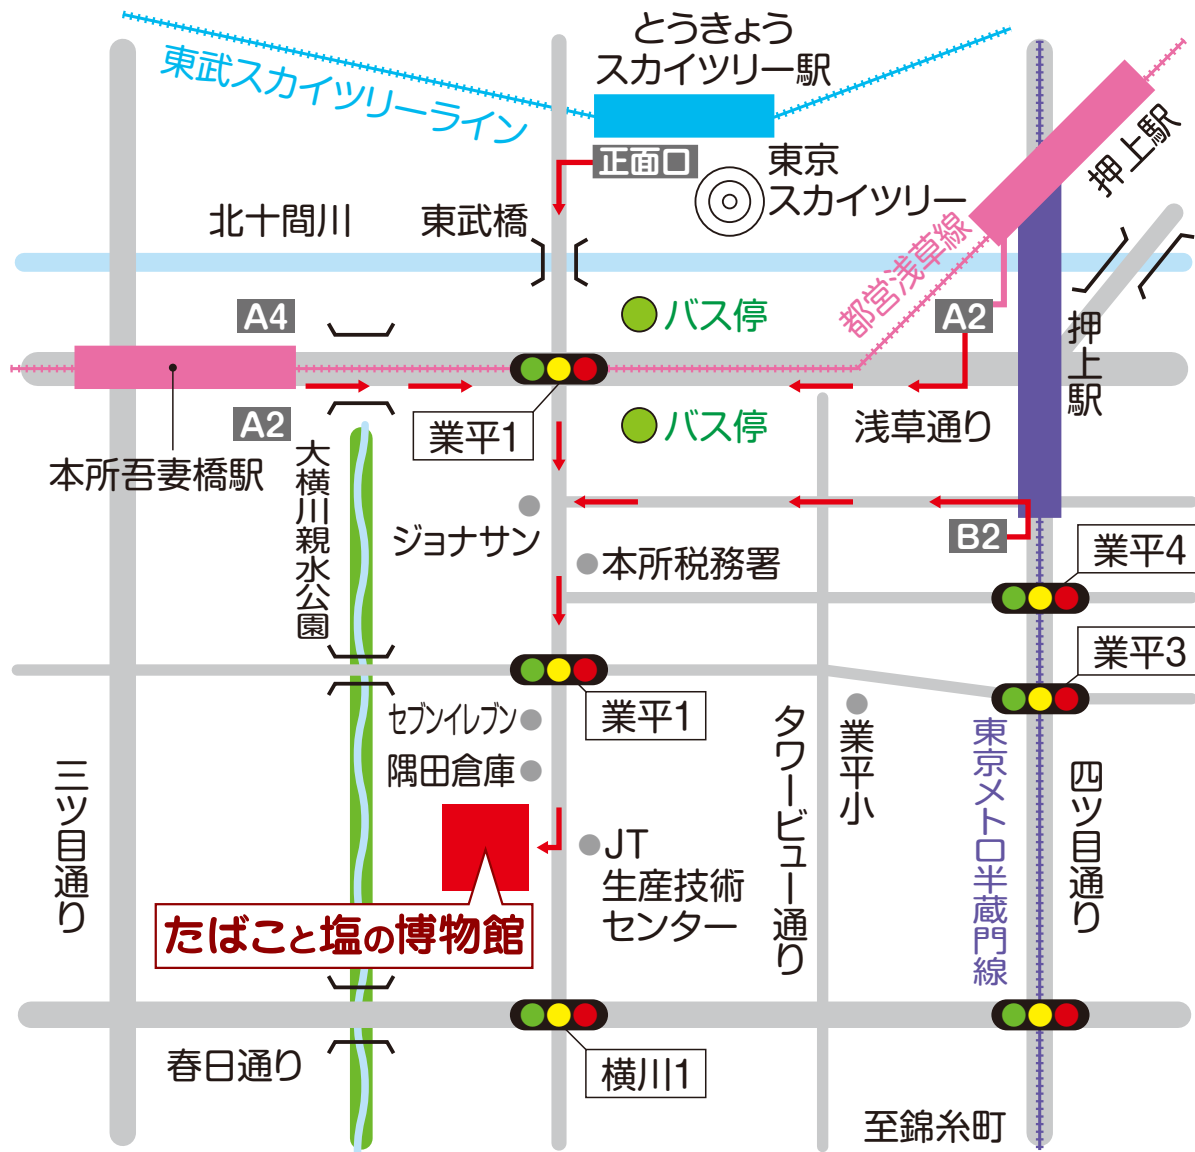 とうきょう
スカイツリー駅
東武スカイツリーライン
正面口
東京
スカイツリー
押上駅
北十間川
東武橋
都営浅草線
A4
バス停
A2
押上駅
A2
本所吾妻橋駅
業平1
バス停
浅草通り
大横川親水公園
ジョナサン
本所税務署
B2
業平4
業平3
セブンイレブン
業平1
隅田倉庫
タワービュー通り
業平小
東京メトロ半蔵門線
四ツ目通り
三ツ目通り
JT
生産技術
センター
たばこと塩の博物館
春日通り
横川1
至錦糸町